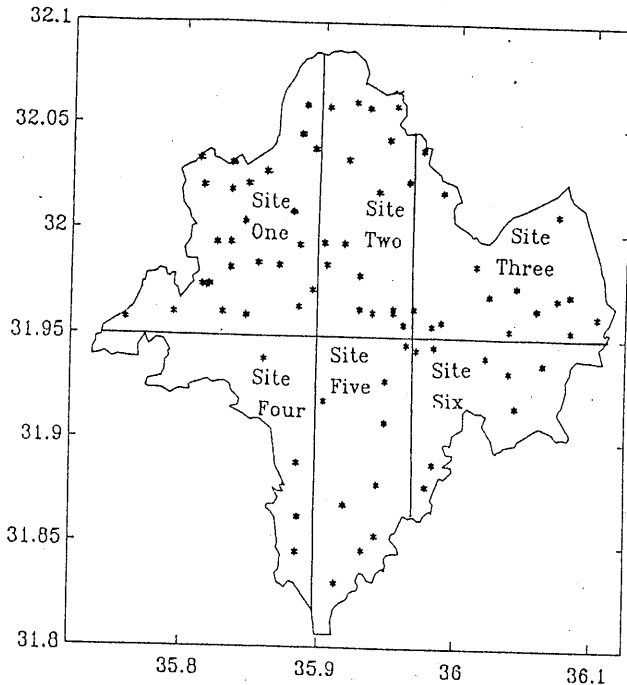 32.1
32.05
32
31.95
31.9
31.85
31.8
Site
One
Site
Two
Site
Three
Site
Four
Site
Five
Site
Six
35.8
35.9
36
36.1